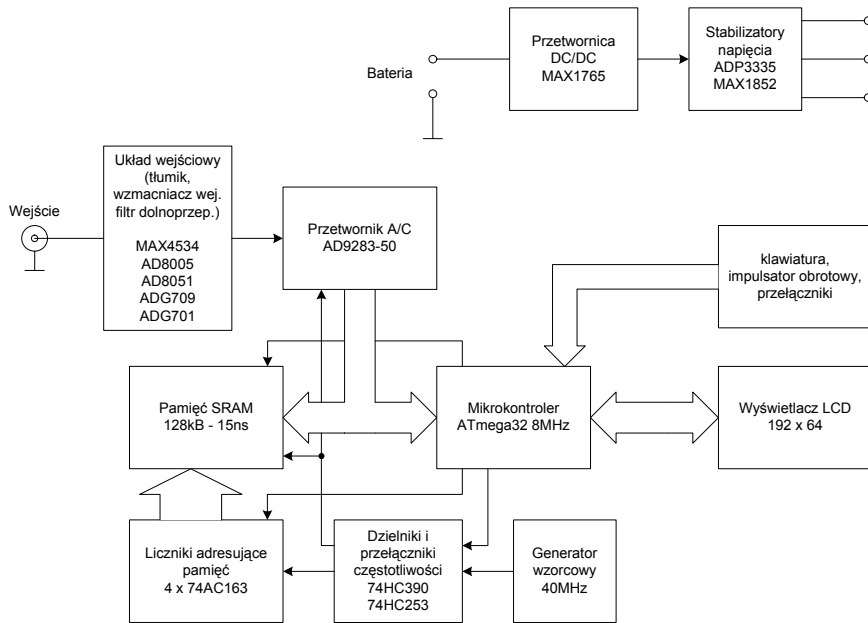 Bateria
Przetwornica
DC/DC
MAX1765
Stabilizatory
napięcia
ADP3335
MAX1852
Wejście
Układ wejściowy
(tłumik,
wzmacniacz wej.
filtr dolnoprzep.)
MAX4534
AD8005
AD8051
ADG709
ADG701
Przetwornik A/C
AD9283-50
klawiatura,
impulsator obrotowy,
przełączniki
Pamięć SRAM
128kB - 15ns
Mikrokontroler
ATmega32 8MHz
Wyświetlacz LCD
192 x 64
Liczniki adresujące
pamięć
4 x 74AC163
Dzielniki i
przełączniki
częstotliwości
74HC390
74HC253
Generator
wzorcowy
40MHz